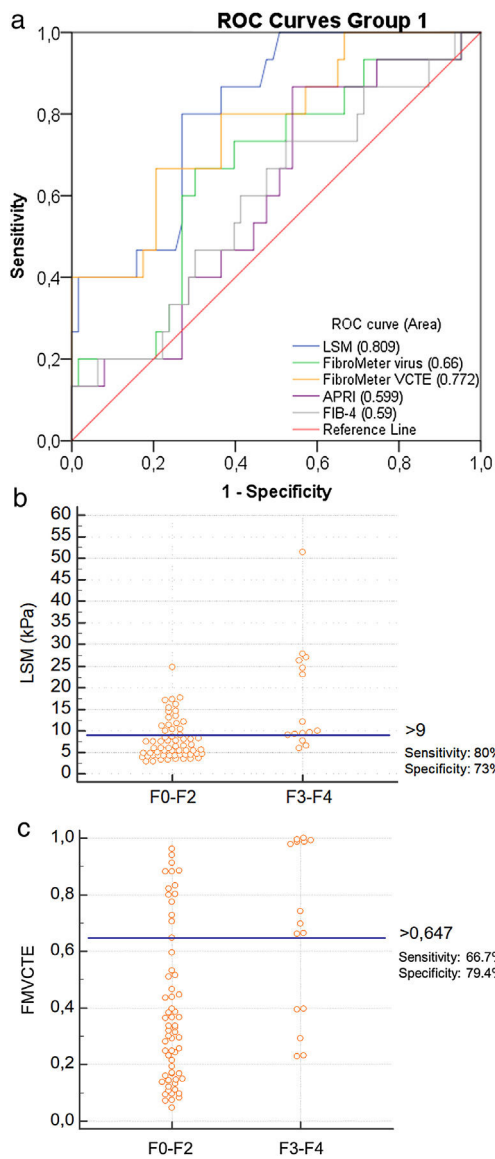 a
ROC Curves Group 1
1,0
0,8
0,6
0,4
0,2
0,0
Sensitivity
ROC curve (Area)
LSM (0.809)
FibroMeter virus (0.66)
FibroMeter VCTE (0.772)
APRI (0.599)
FIB-4 (0.59)
Reference Line
0,0 0,2 0,4 0,6 0,8 1,0
1 - Specificity
b
60
55
50
45
40
35
30
25
20
15
10
5
0
LSM (kPa)
>9
Sensitivity: 80%
Specificity: 73%
F0-F2 F3-F4
c
1,0
0,8
0,6
0,4
0,2
0,0
FMVCTE
>0,647
Sensitivity: 66.7%
Specificity: 79.4%
F0-F2 F3-F4